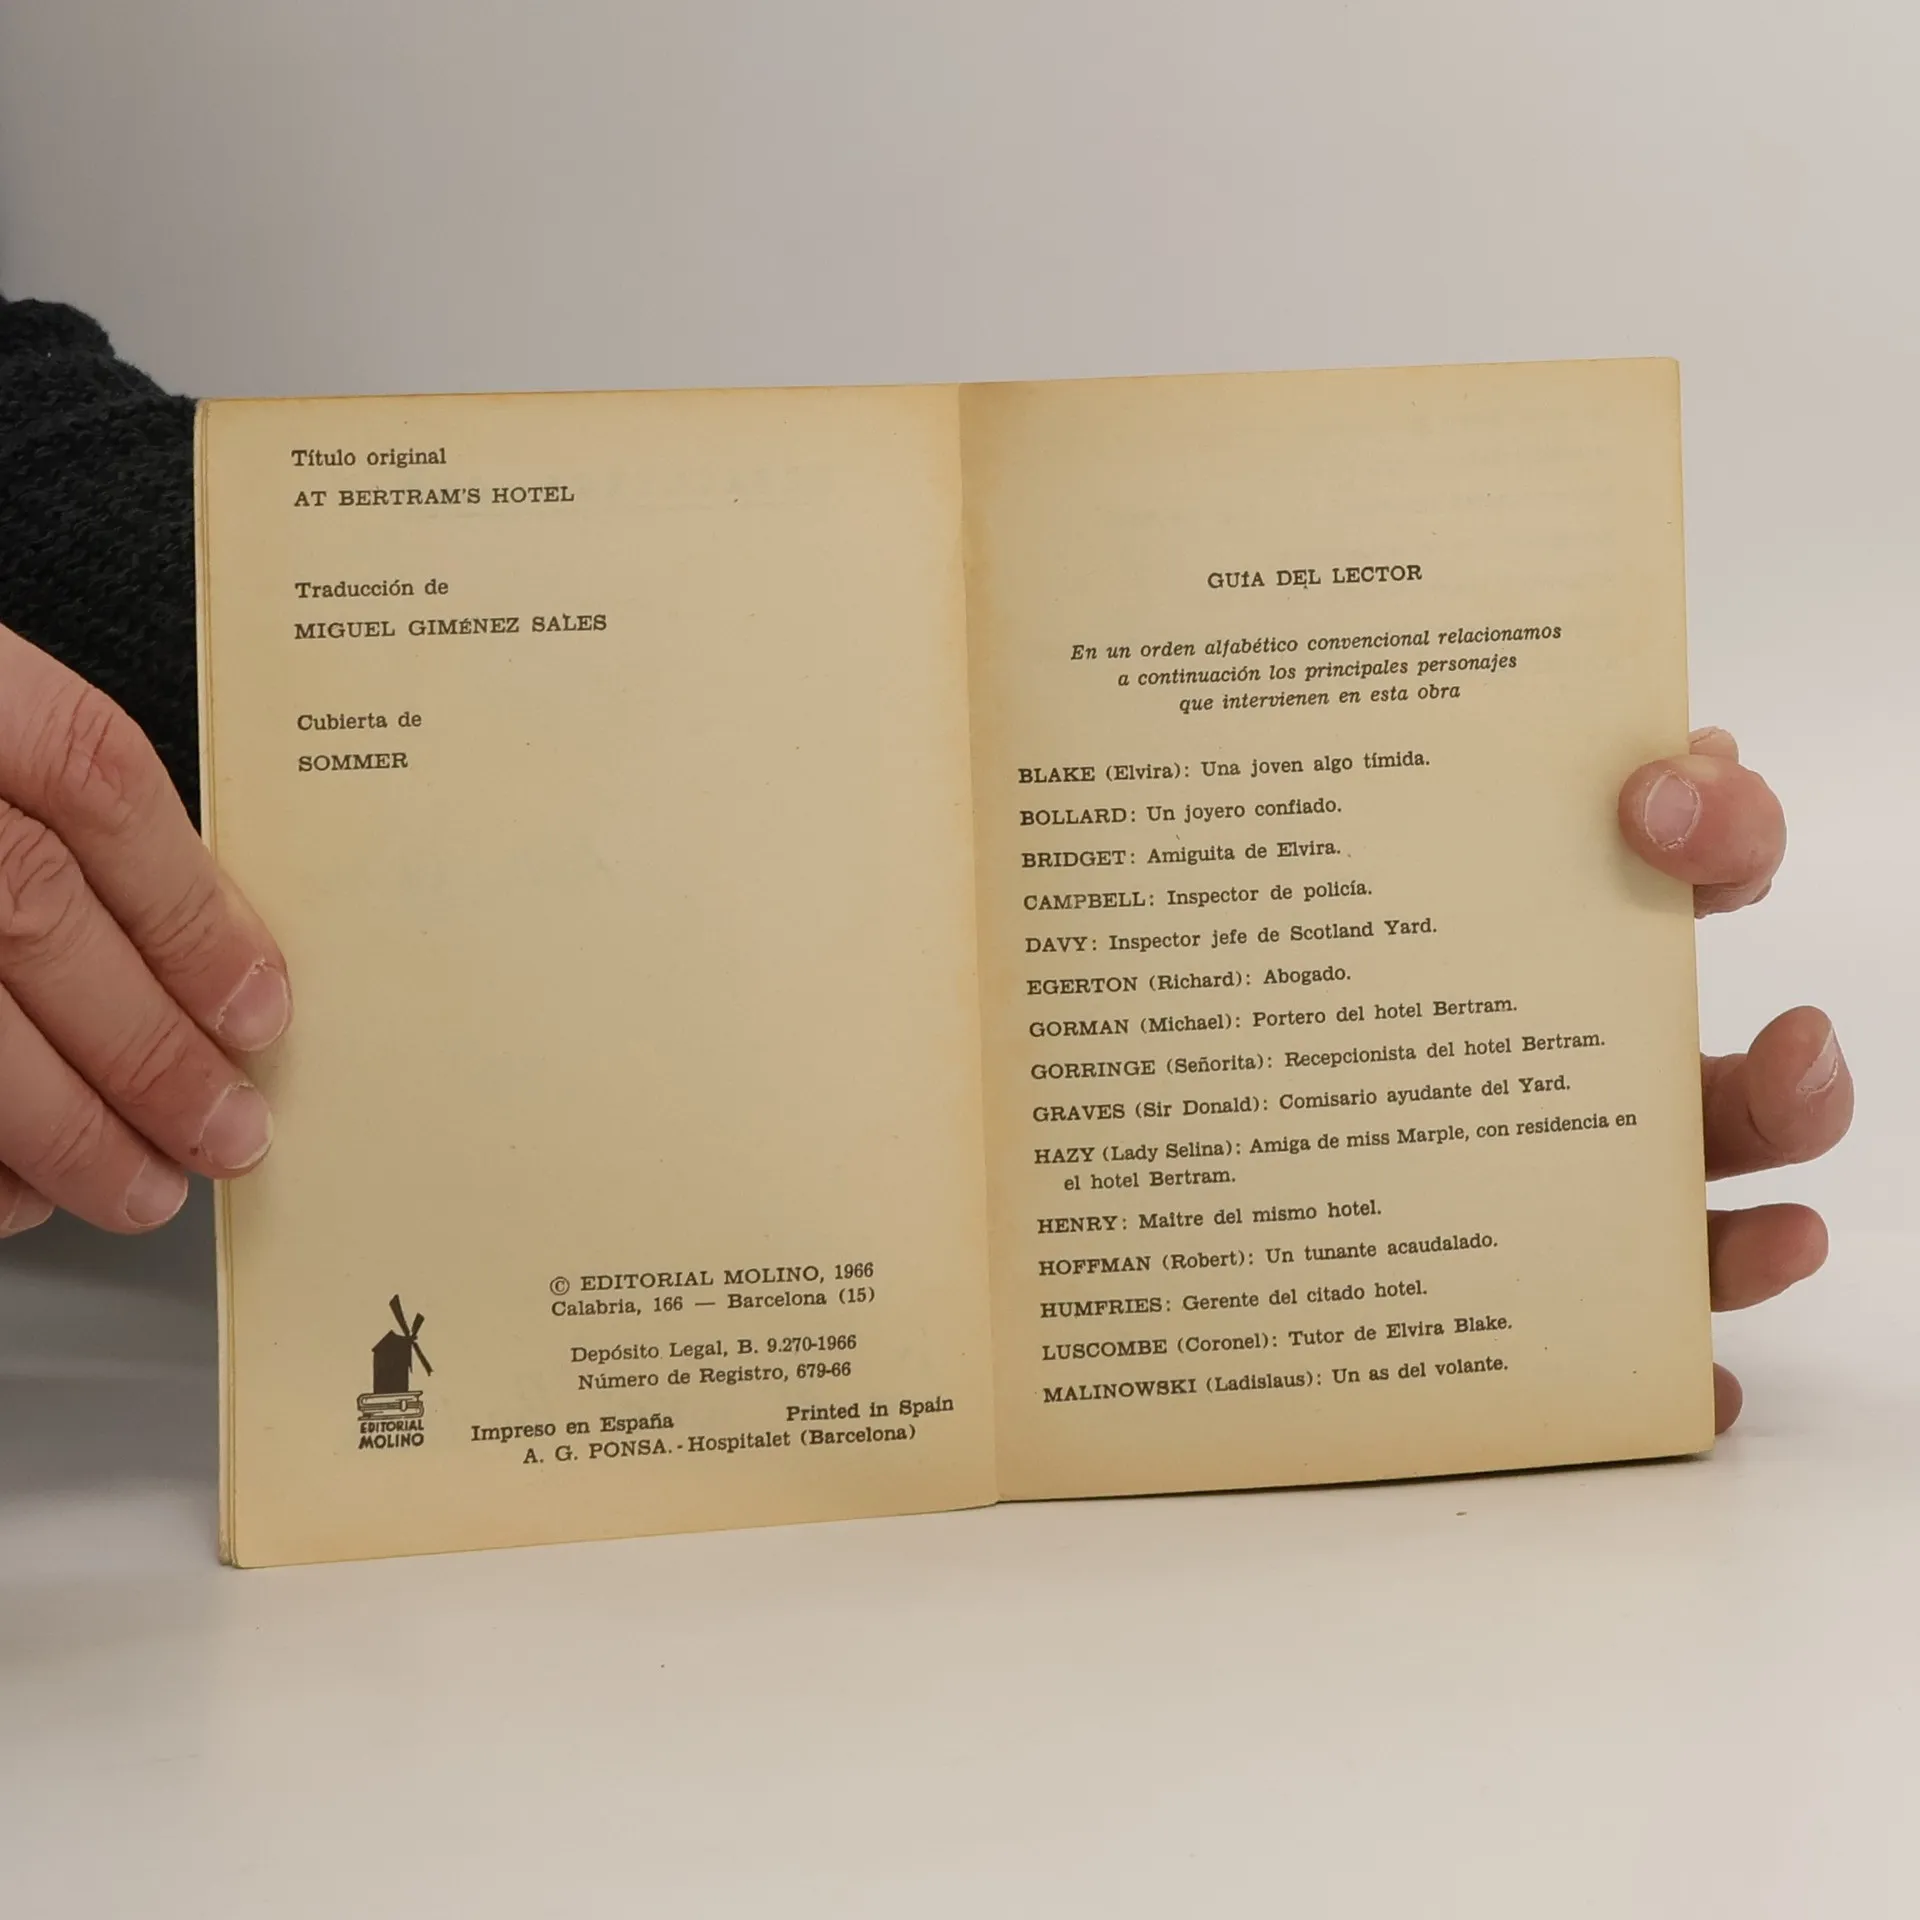 Título original
AT BERTRAM'S HOTEL
Traducción de
MIGUEL GIMÉNEZ SALES
Cubierta de
SOMMER
© EDITORIAL MOLINO, 1966
Calabria, 166 — Barcelona (15)
Depósito Legal, B. 9.270-1966
Número de Registro, 679-66
Impreso en España Printed in Spain
A. G. PONSA. - Hospitalet (Barcelona)
EDITORIAL
MOLINO
GUíA DEL LECTOR
En un orden alfabético convencional relacionamos
a continuación los principales personajes
que intervienen en esta obra
BLAKE (Elvira): Una joven algo tímida.
BOLLARD: Un joyero confiado.
BRIDGET: Amiguita de Elvira.
CAMPBELL: Inspector de policía.
DAVY: Inspector jefe de Scotland Yard.
EGERTON (Richard): Abogado.
GORMAN (Michael): Portero del hotel Bertram.
GORRINGE (Señorita): Recepcionista del hotel Bertram.
GRAVES (Sir Donald): Comisario ayudante del Yard.
HAZY (Lady Selina): Amiga de miss Marple, con residencia en
el hotel Bertram.
HENRY: Maître del mismo hotel.
HOFFMAN (Robert): Un tunante acaudalado.
HUMFRIES: Gerente del citado hotel.
LUSCOMBE (Coronel): Tutor de Elvira Blake.
MALINOWSKI (Ladislaus): Un as del volante.